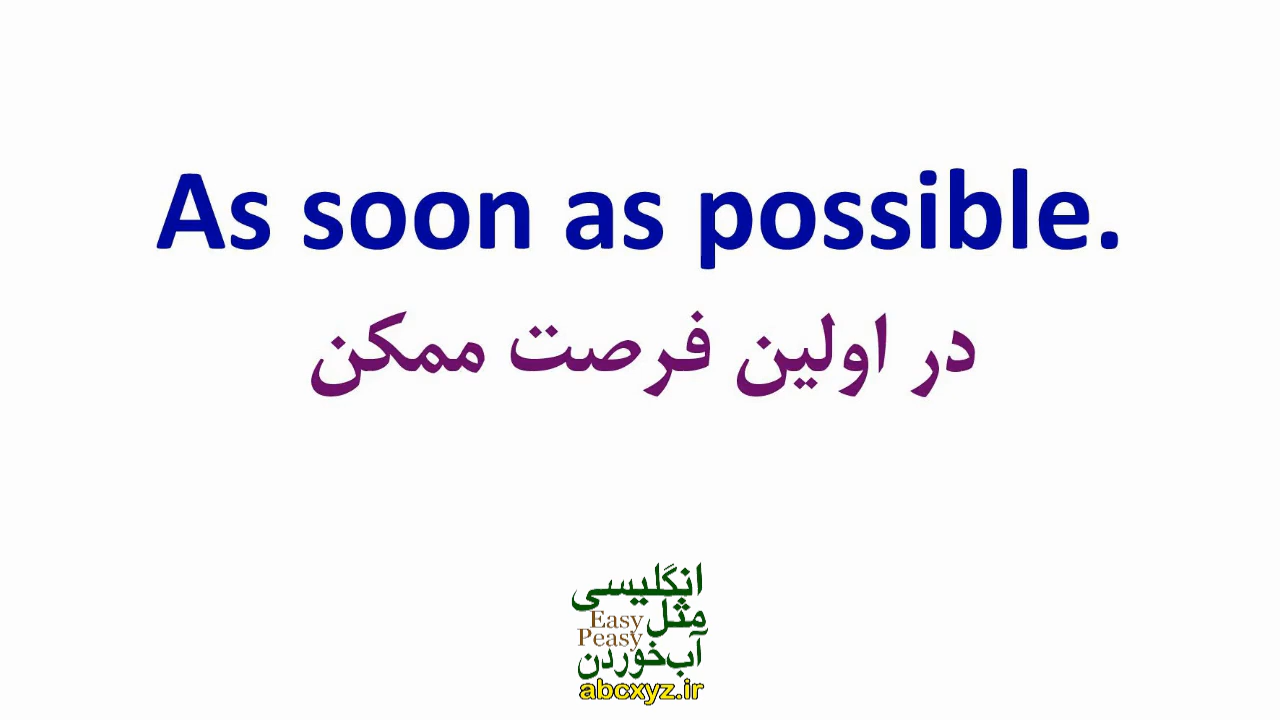 As soon as possible.
در اولین فرصت ممکن
انگلیسی
مثل Easy
Peasy
آب‌خوردن
abcxyz.ir